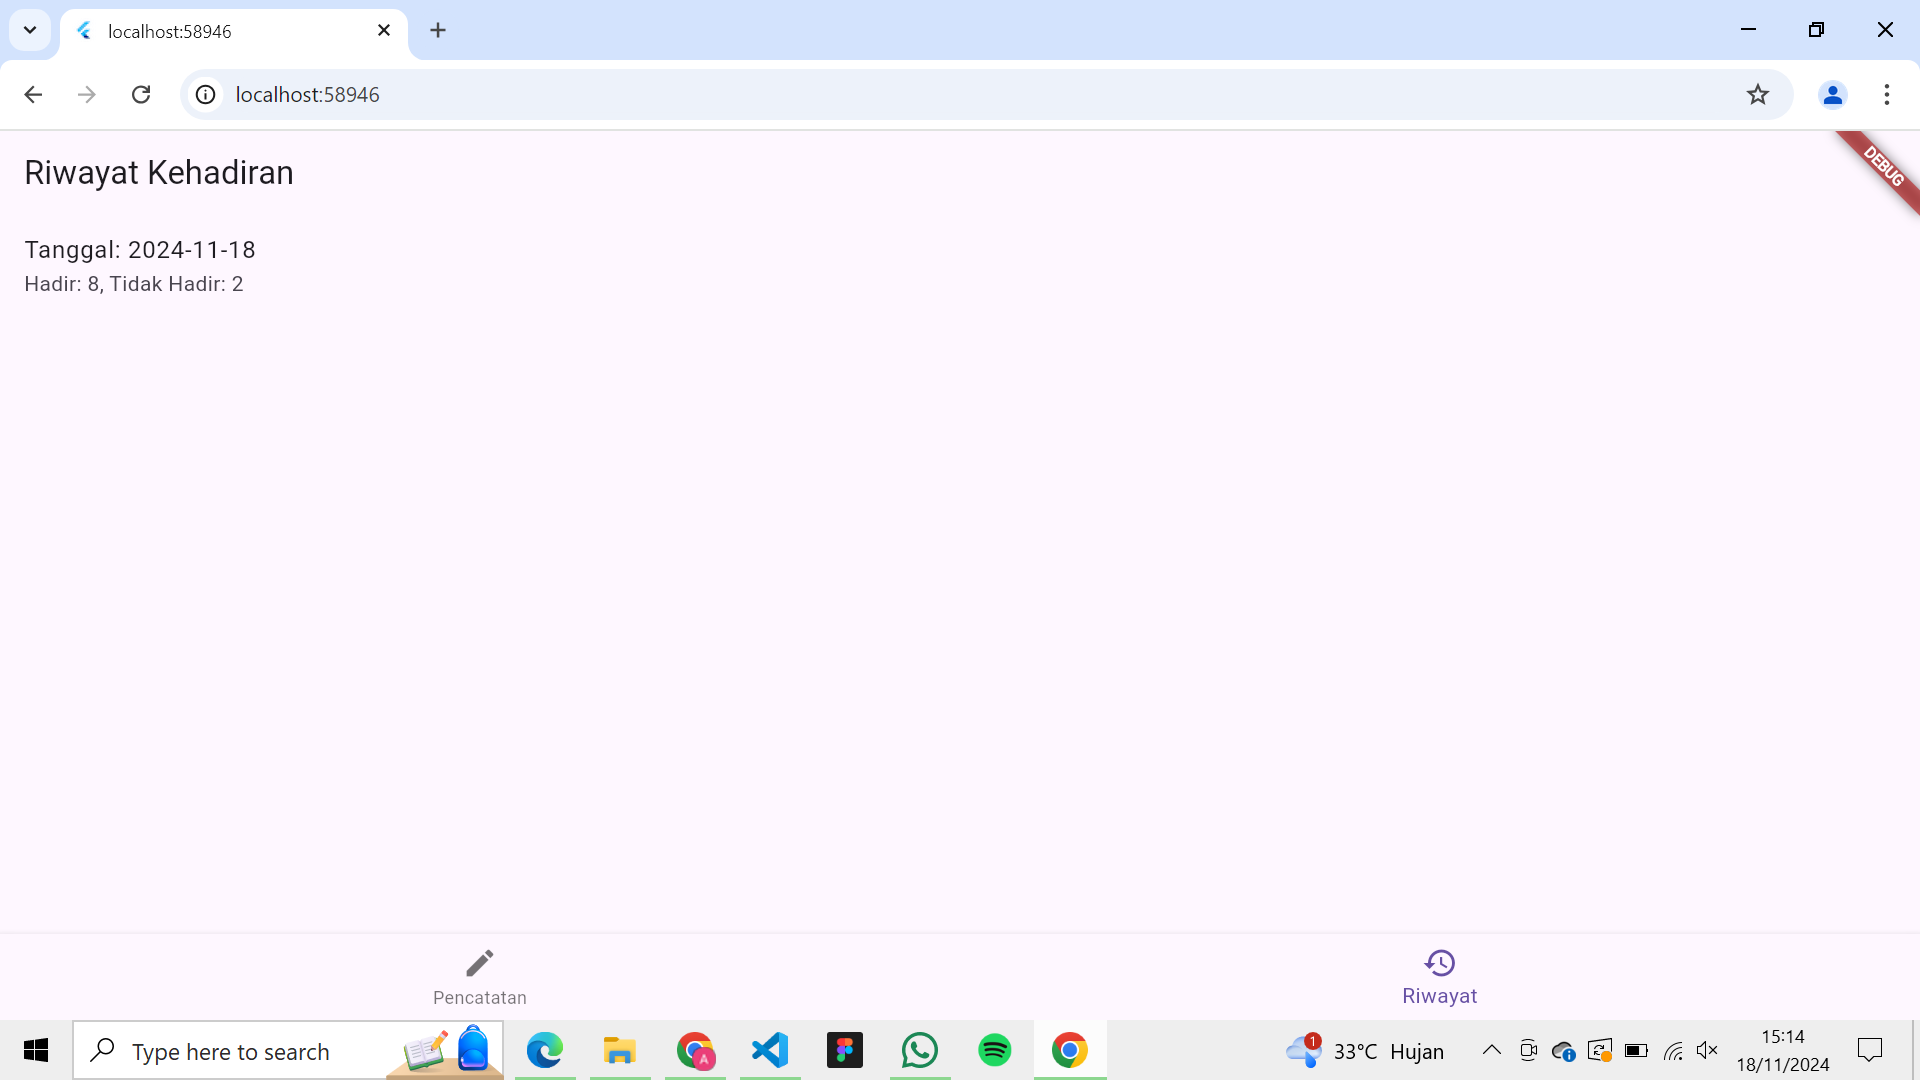 localhost:58946
localhost:58946
DEBUG
Riwayat Kehadiran
Tanggal: 2024-11-18
Hadir: 8, Tidak Hadir: 2
Pencatatan
Riwayat
Type here to search
A
1
33°C Hujan
15:14
18/11/2024